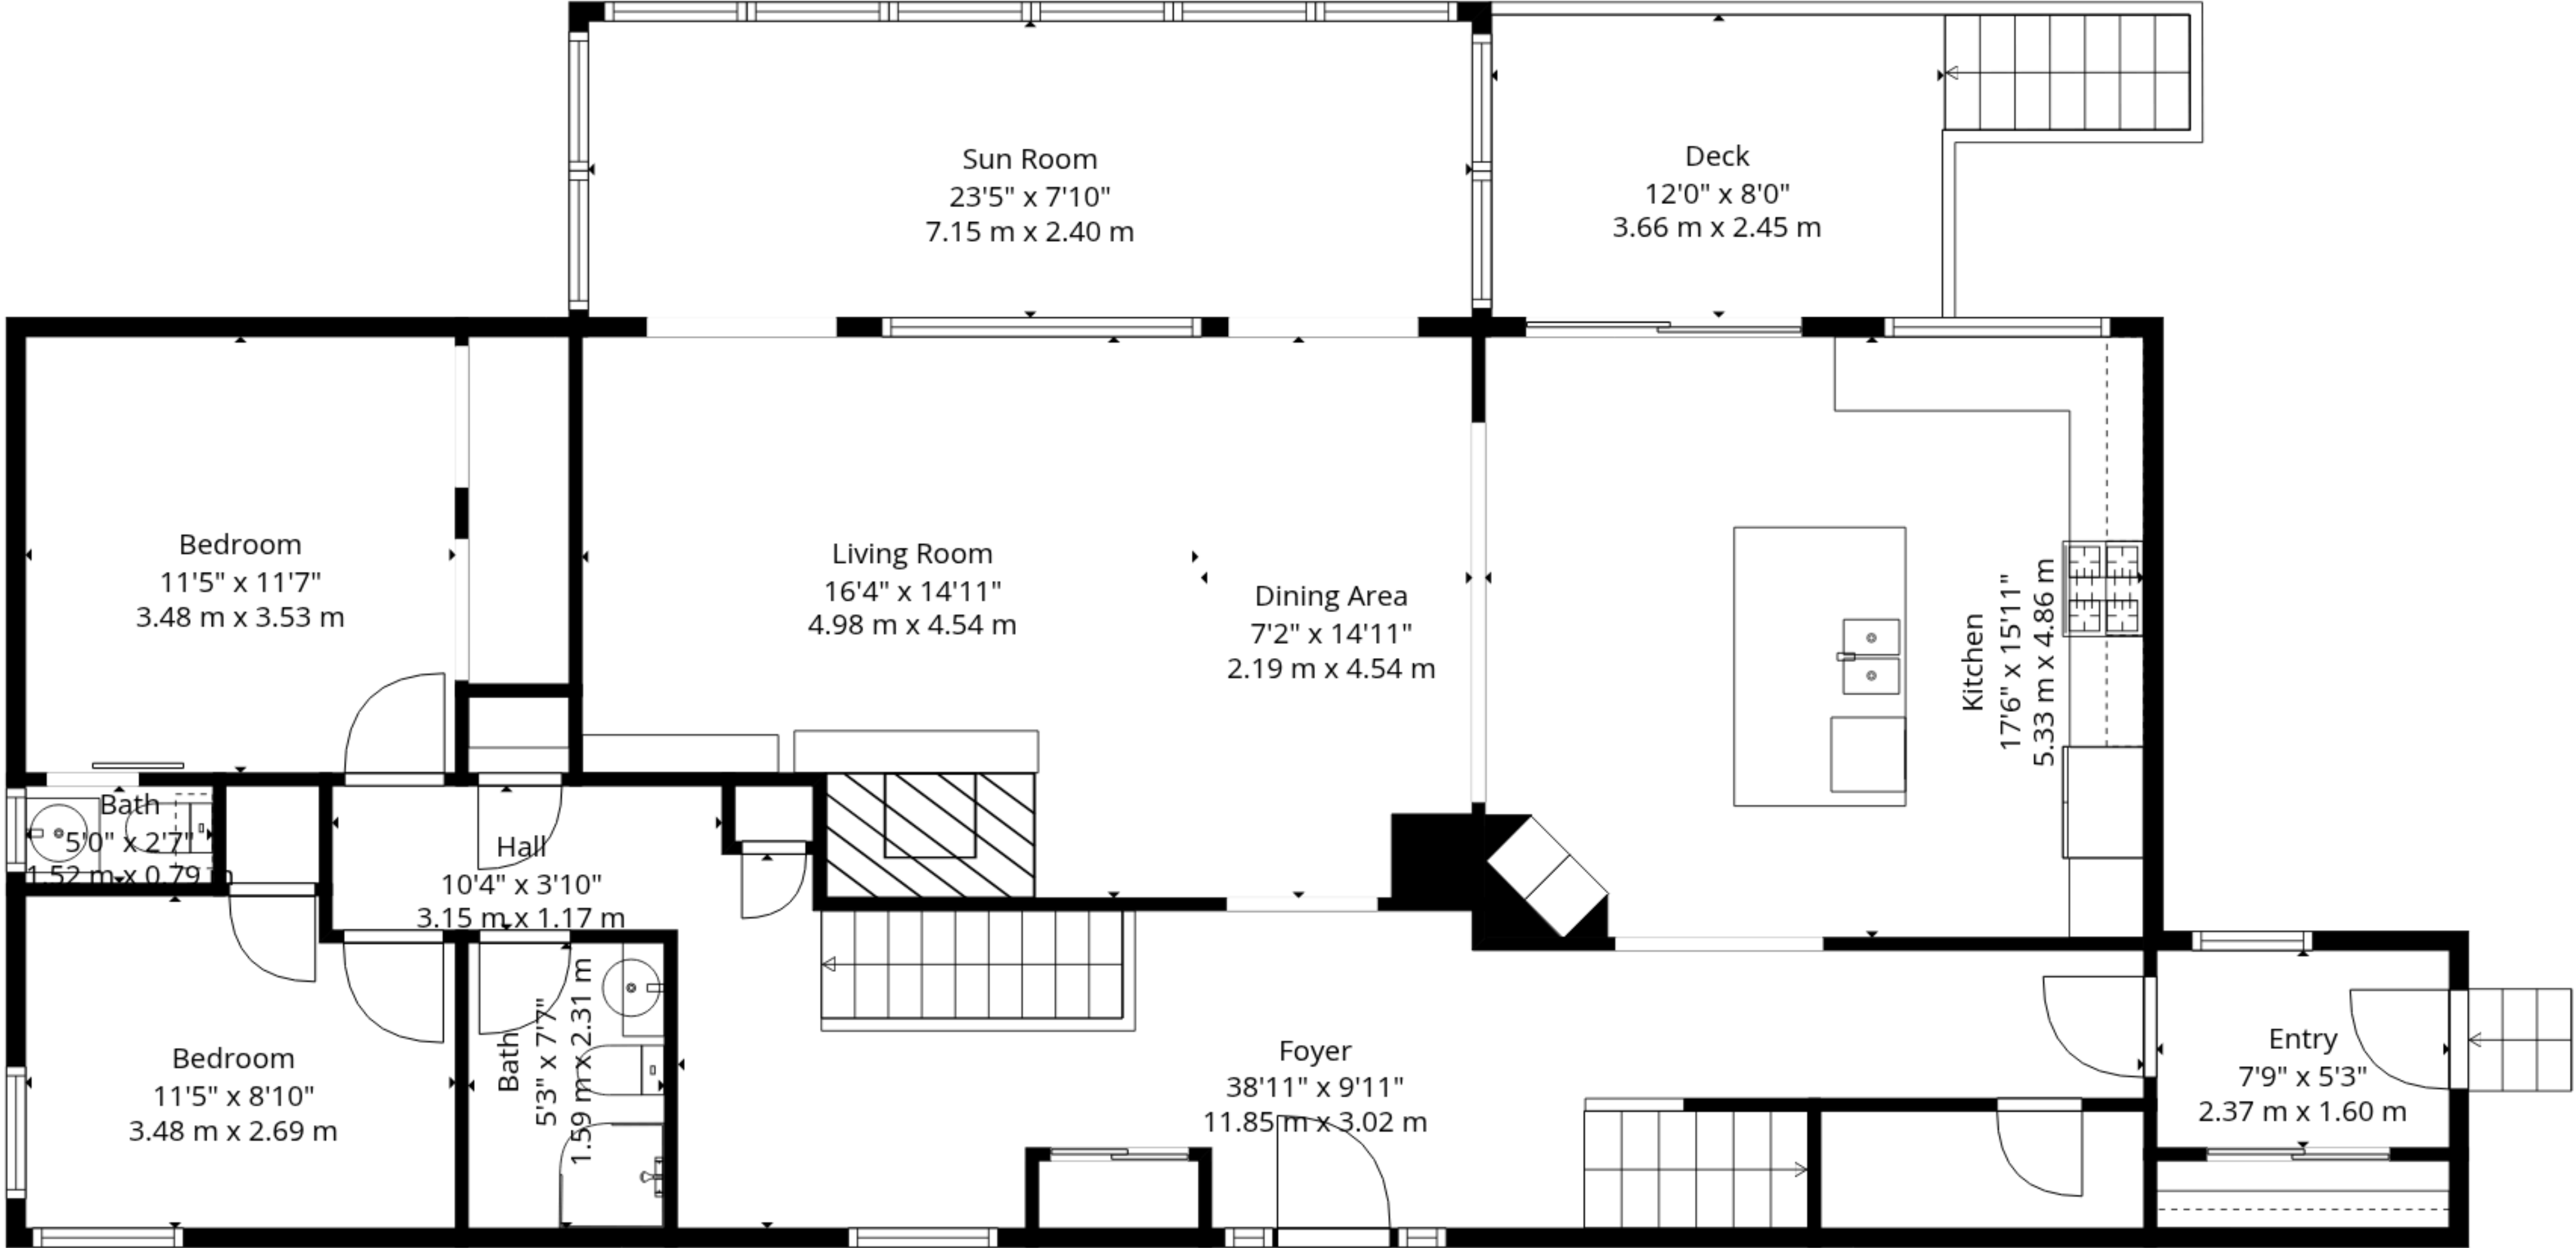 Sun Room
23'5" x 7'10"
7.15 m x 2.40 m
Deck
12'0" x 8'0"
3.66 m x 2.45 m
Bedroom
11'5" x 11'7"
3.48 m x 3.53 m
Living Room
16'4" x 14'11"
4.98 m x 4.54 m
Dining Area
7'2" x 14'11"
2.19 m x 4.54 m
Kitchen
17'6" x 15'11"
5.33 m x 4.86 m
Bath
5'0" x 2'7"
1.52 m x 0.79 m
Hall
10'4" x 3'10"
3.15 m x 1.17 m
Bedroom
11'5" x 8'10"
3.48 m x 2.69 m
Bath
5'3" x 7'7"
1.59 m x 2.31 m
Foyer
38'11" x 9'11"
11.85 m x 3.02 m
Entry
7'9" x 5'3"
2.37 m x 1.60 m